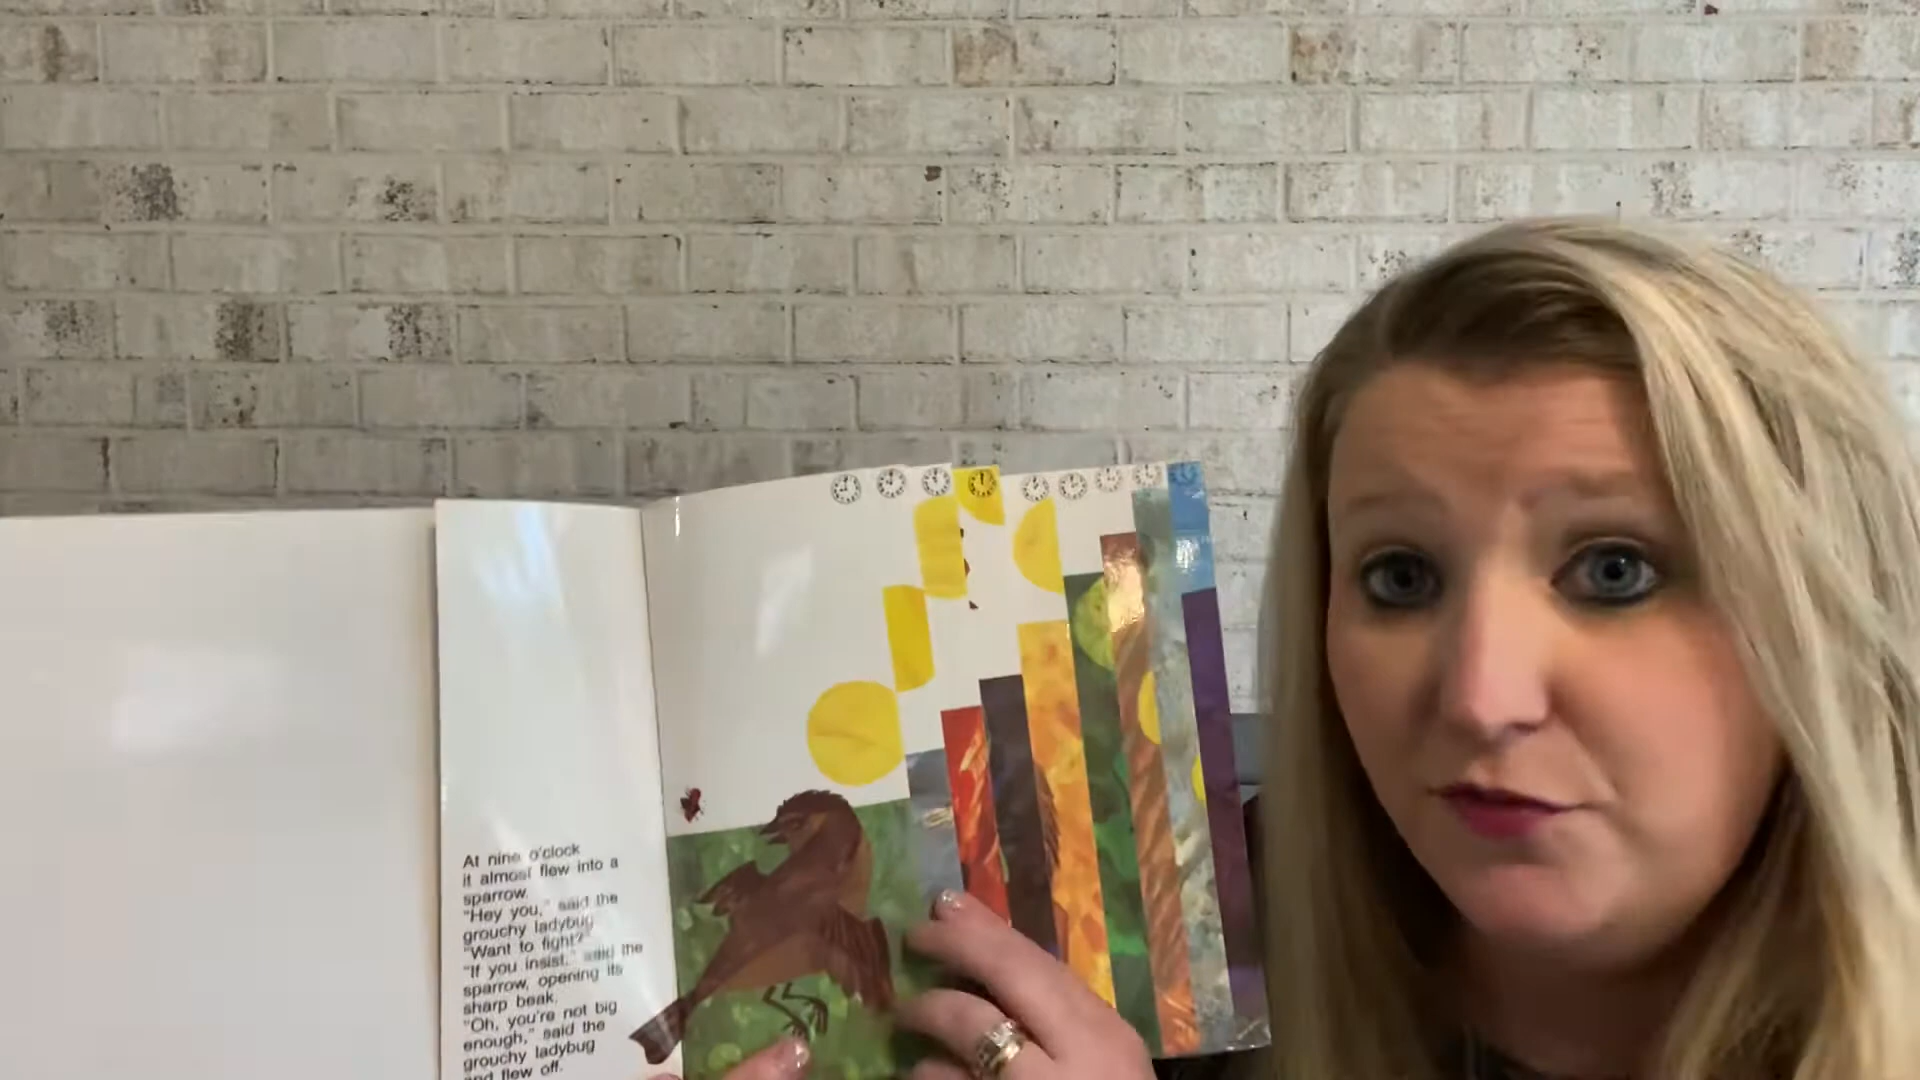 At nine o'clock
it almost flew into a
sparrow.
"Hey you," said the
grouchy ladybug
"Want to fight?"
"If you insist," said the
sparrow, opening its
sharp beak.
"Oh, you're not big
enough," said the
grouchy ladybug
and flew off.